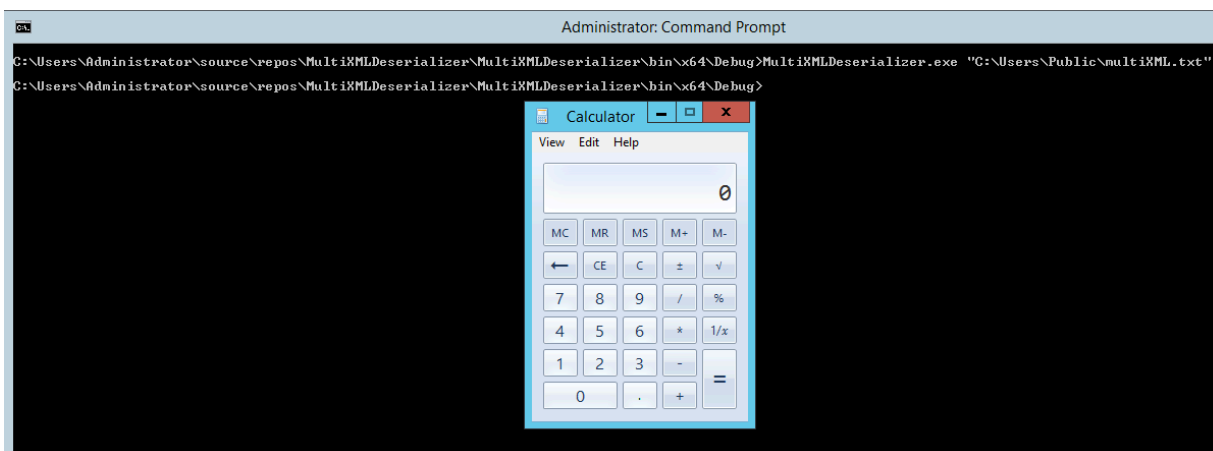 C:\.
Administrator: Command Prompt
C:\Users\Administrator\source\repos\MultiXMLDeserializer\MultiXMLDeserializer\bin\x64\Debug>MultiXMLDeserializer.exe "C:\Users\Public\multiXML.txt"
C:\Users\Administrator\source\repos\MultiXMLDeserializer\MultiXMLDeserializer\bin\x64\Debug>
Calculator
View Edit Help
0
MC MR MS M+ M-
← CE C ± √
7 8 9 / %
4 5 6 * 1/x
1 2 3 - =
0 . +